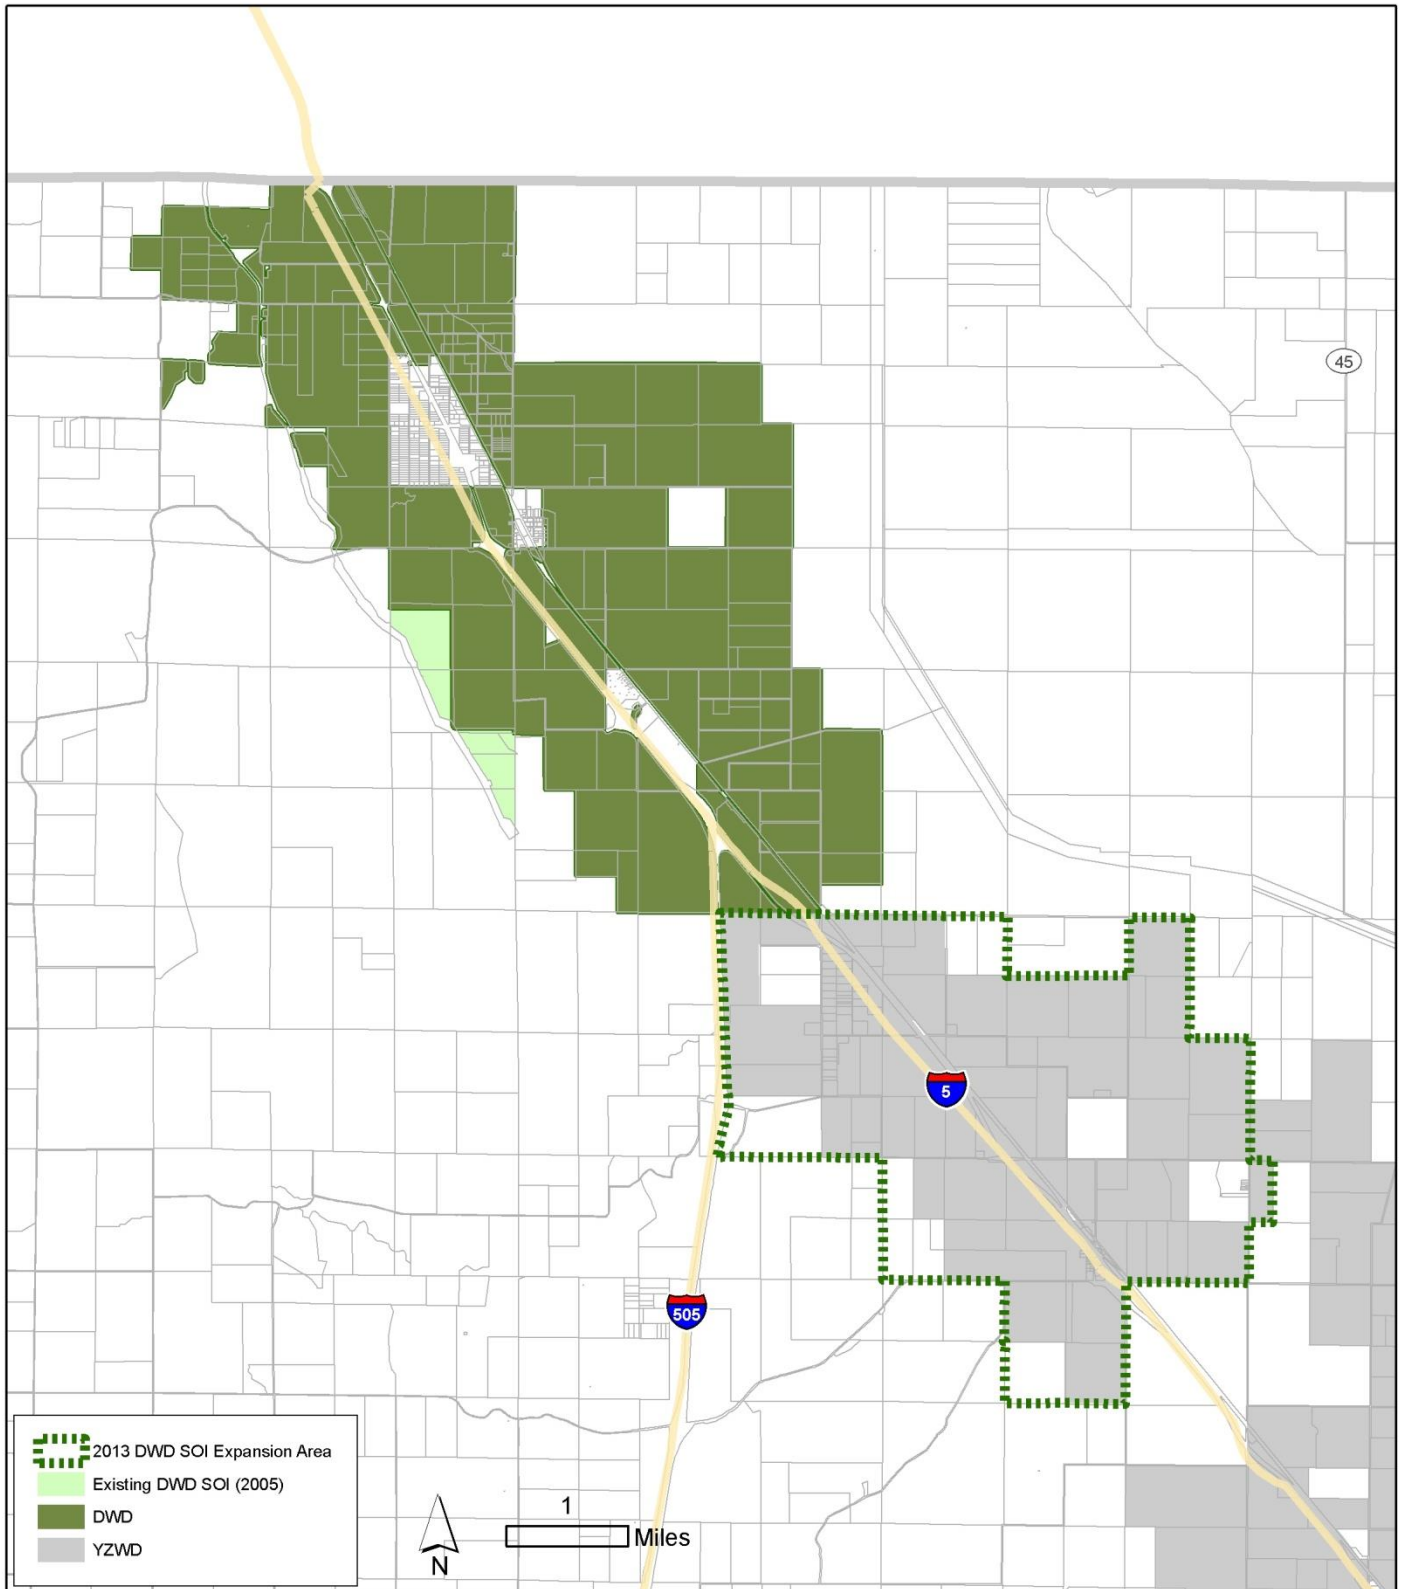 45
5
505
2013 DWD SOI Expansion Area
Existing DWD SOI (2005)
DWD
YZWD
N
1
Miles